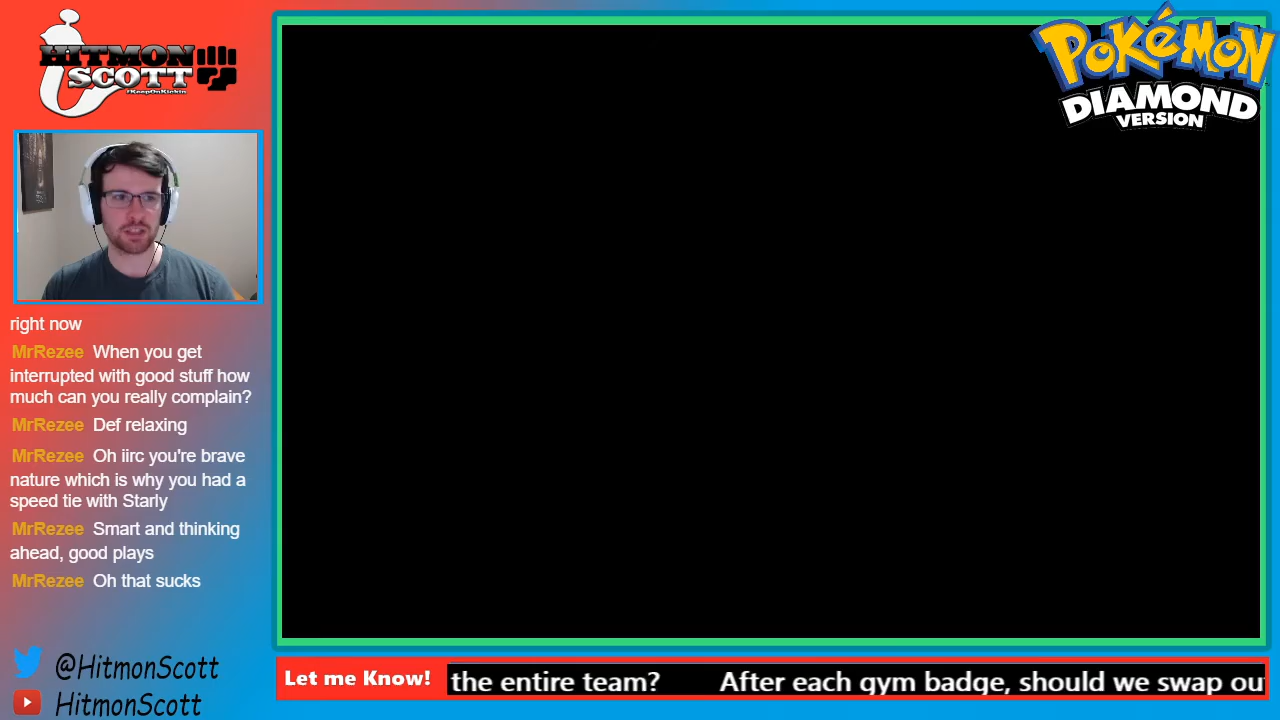 HITMON
SCOTT
#KeepOnKickin
POKéMON
DIAMOND
VERSION
right now
MrRezee When you get
interrupted with good stuff how
much can you really complain?
MrRezee Def relaxing
MrRezee Oh iirc you're brave
nature which is why you had a
speed tie with Starly
MrRezee Smart and thinking
ahead, good plays
MrRezee Oh that sucks
@HitmonScott
HitmonScott
Let me Know! the entire team? After each gym badge, should we swap ou